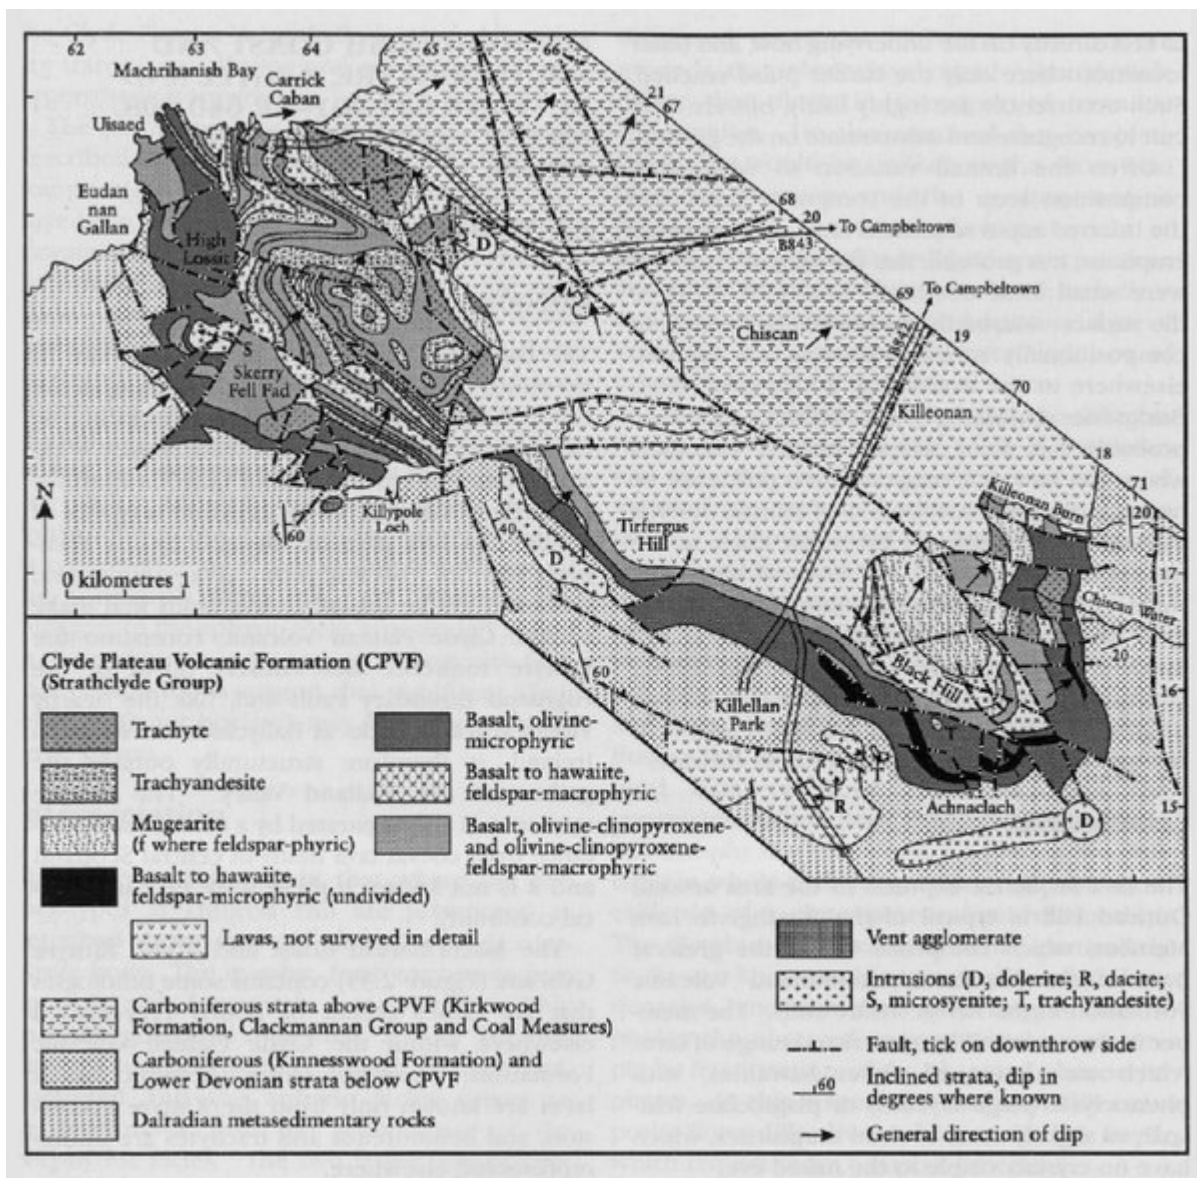 62 63 64 65 66
Machrihanish Bay
Carrick
Caban
21
67
Uisaed
Eudan
nan
Gallan
High
Lossit
D
68
20
To Campbeltown
B843
69
To Campbeltown
19
Chiscan
70
S
Skerry
Fell Fad
Killeonan
18
71
N
Killypole
Loch
60
40
Tirfergus
Hill
D
Killeonan Burn
20
f
17
Chiscan Water
20
0 kilometres 1
60
Killellan
Park
Black Hill
16
T
D
T
R
Achnaclach
D
15
Clyde Plateau Volcanic Formation (CPVF)
(Strathclyde Group)
Trachyte
Trachyandesite
Mugearite
(f where feldspar-phyric)
Basalt to hawaiite,
feldspar-microphyric (undivided)
Basalt, olivine-
microphyric
Basalt to hawaiite,
feldspar-macrophyric
Basalt, olivine-clinopyroxene-
and olivine-clinopyroxene-
feldspar-macrophyric
Lavas, not surveyed in detail
Carboniferous strata above CPVF (Kirkwood
Formation, Clackmannan Group and Coal Measures)
Carboniferous (Kinnesswood Formation) and
Lower Devonian strata below CPVF
Dalradian metasedimentary rocks
Vent agglomerate
Intrusions (D, dolerite; R, dacite;
S, microsyenite; T, trachyandesite)
Fault, tick on downthrow side
60
Inclined strata, dip in
degrees where known
General direction of dip